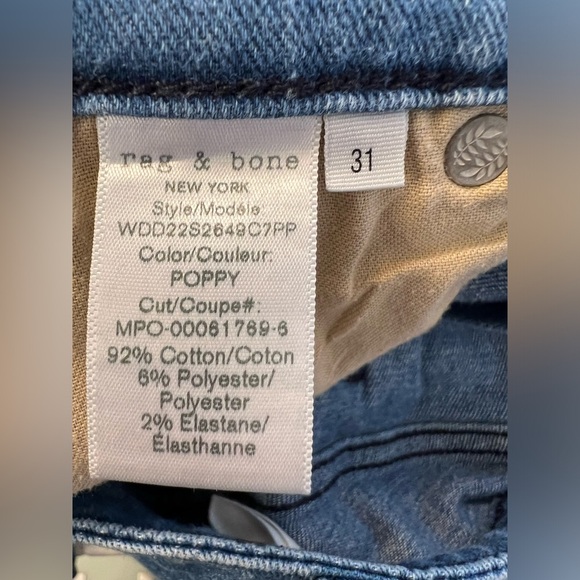 rag & bone
NEW YORK
Style/Modéle
WDD22S2649C7PP
Color/Couleur:
POPPY
Cut/Coupe#:
MPO-00061769-6
92% Cotton/Coton
6% Polyester/
Polyester
2% Elastane/
Élasthanne
31